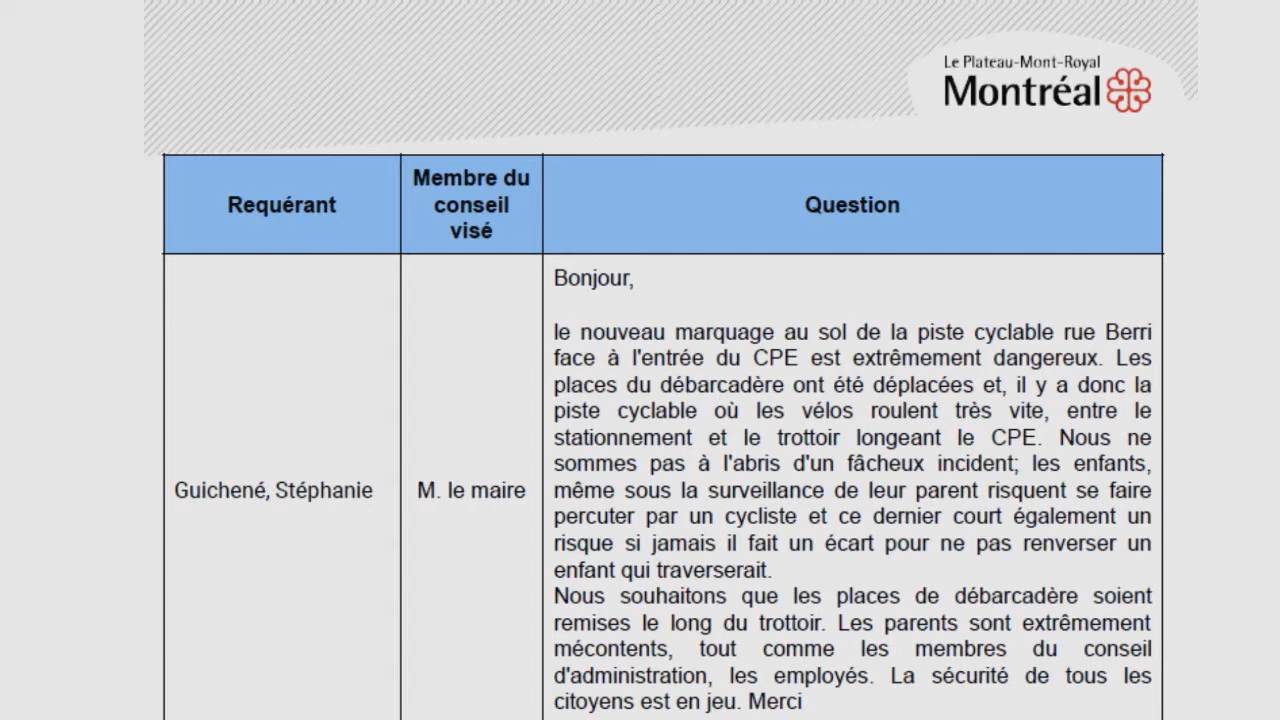 Le Plateau-Mont-Royal
Montréal
Requérant
Membre du
conseil
visé
Question
Guichené, Stéphanie
M. le maire
Bonjour,
le nouveau marquage au sol de la piste cyclable rue Berri
face à l'entrée du CPE est extrêmement dangereux. Les
places du débarcadère ont été déplacées et, il y a donc la
piste cyclable où les vélos roulent très vite, entre le
stationnement et le trottoir longeant le CPE. Nous ne
sommes pas à l'abris d'un fâcheux incident; les enfants,
même sous la surveillance de leur parent risquent se faire
percuter par un cycliste et ce dernier court également un
risque si jamais il fait un écart pour ne pas renverser un
enfant qui traverserait.
Nous souhaitons que les places de débarcadère soient
remises le long du trottoir. Les parents sont extrêmement
mécontents, tout comme les membres du conseil
d'administration, les employés. La sécurité de tous les
citoyens est en jeu. Merci